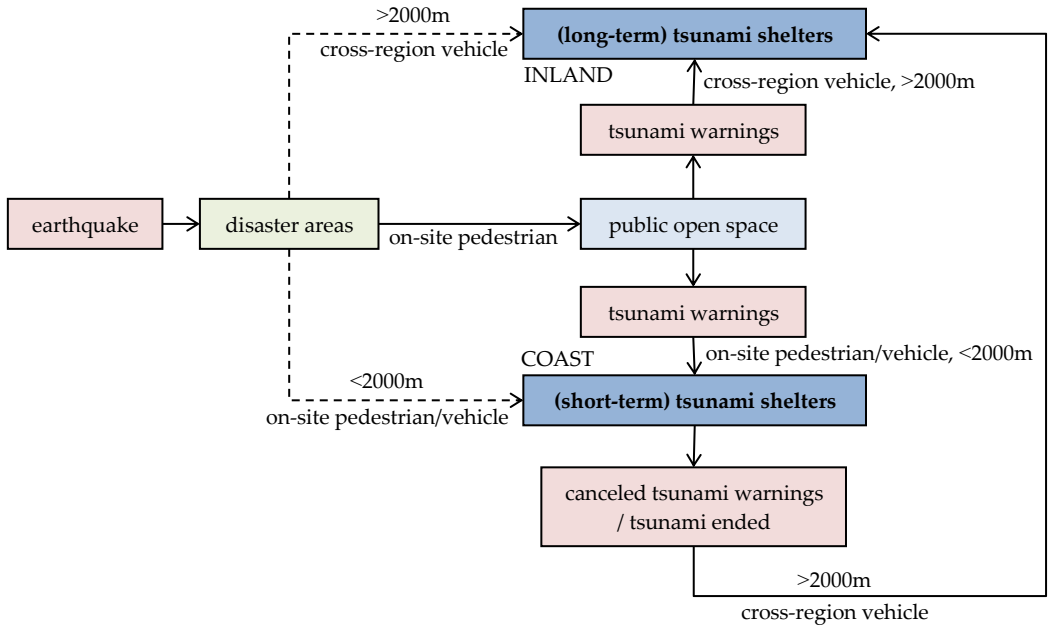 >2000m
cross-region vehicle
(long-term) tsunami shelters
INLAND
cross-region vehicle, >2000m
tsunami warnings
earthquake
disaster areas
on-site pedestrian
public open space
tsunami warnings
COAST
on-site pedestrian/vehicle, <2000m
<2000m
on-site pedestrian/vehicle
(short-term) tsunami shelters
canceled tsunami warnings
/ tsunami ended
>2000m
cross-region vehicle